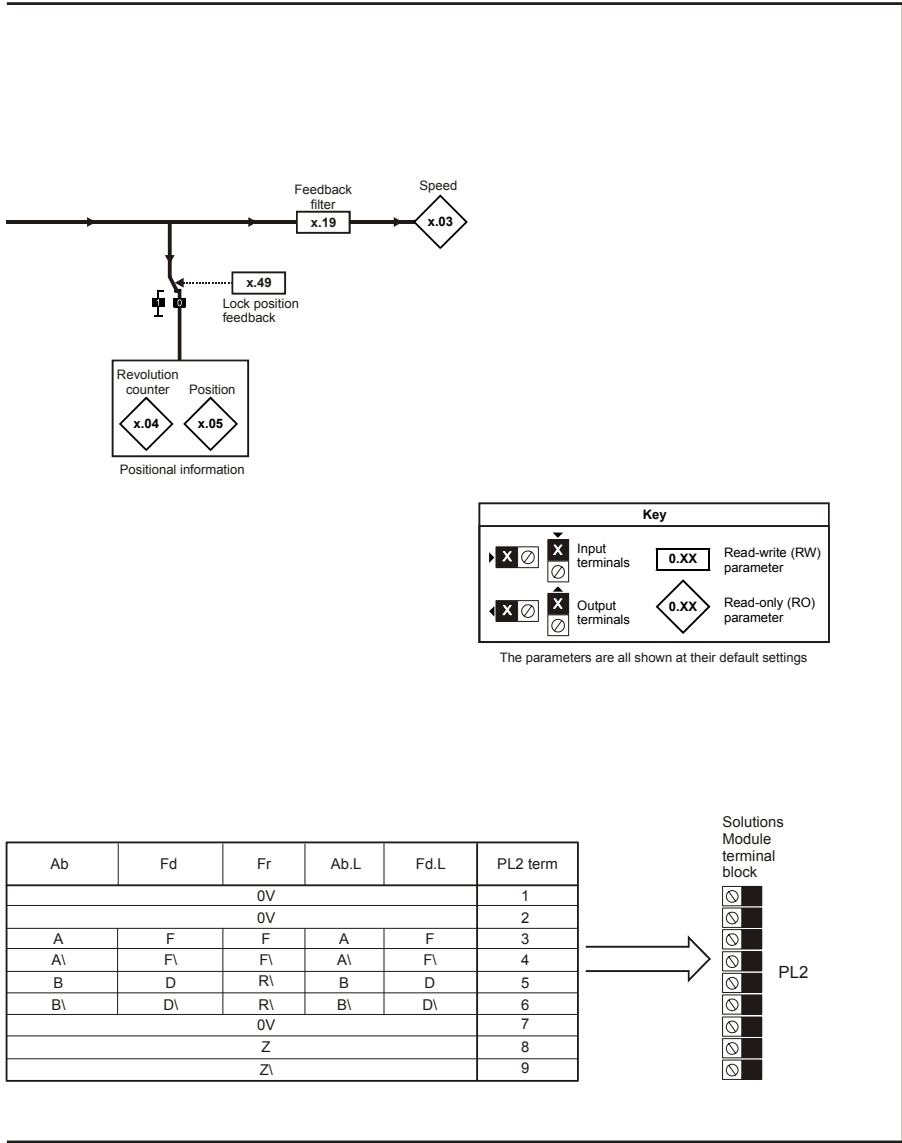 Feedback
filter
x.19
Speed
x.03
x.49
Lock position
feedback
1 0
Revolution
counter
Position
x.04
x.05
Positional information
Key
X
X
Input
terminals
0.XX
Read-write (RW)
parameter
X
X
Output
terminals
0.XX
Read-only (RO)
parameter
The parameters are all shown at their default settings
Solutions
Module
terminal
block
PL2
Ab Fd Fr Ab.L Fd.L PL2 term
0V 1
0V 2
A F F A F 3
A\ F\ F\ A\ F\ 4
B D R\ B D 5
B\ D\ R\ B\ D\ 6
0V 7
Z 8
Z\ 9